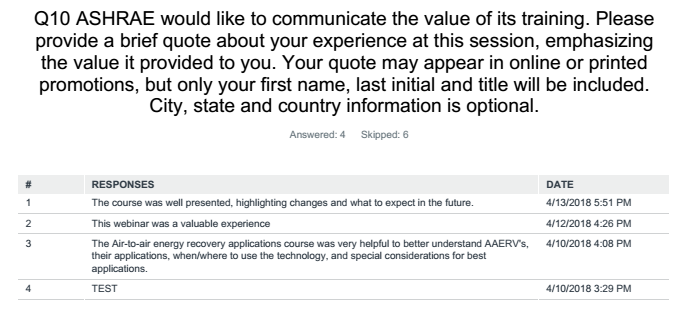 Q10 ASHRAE would like to communicate the value of its training. Please
provide a brief quote about your experience at this session, emphasizing
the value it provided to you. Your quote may appear in online or printed
promotions, but only your first name, last initial and title will be included.
City, state and country information is optional.
Answered: 4 Skipped: 6
# RESPONSES DATE
1 The course was well presented, highlighting changes and what to expect in the future. 4/13/2018 5:51 PM
2 This webinar was a valuable experience 4/12/2018 4:26 PM
3 The Air-to-air energy recovery applications course was very helpful to better understand AAERV's, 4/10/2018 4:08 PM
their applications, when/where to use the technology, and special considerations for best
applications.
4 TEST 4/10/2018 3:29 PM